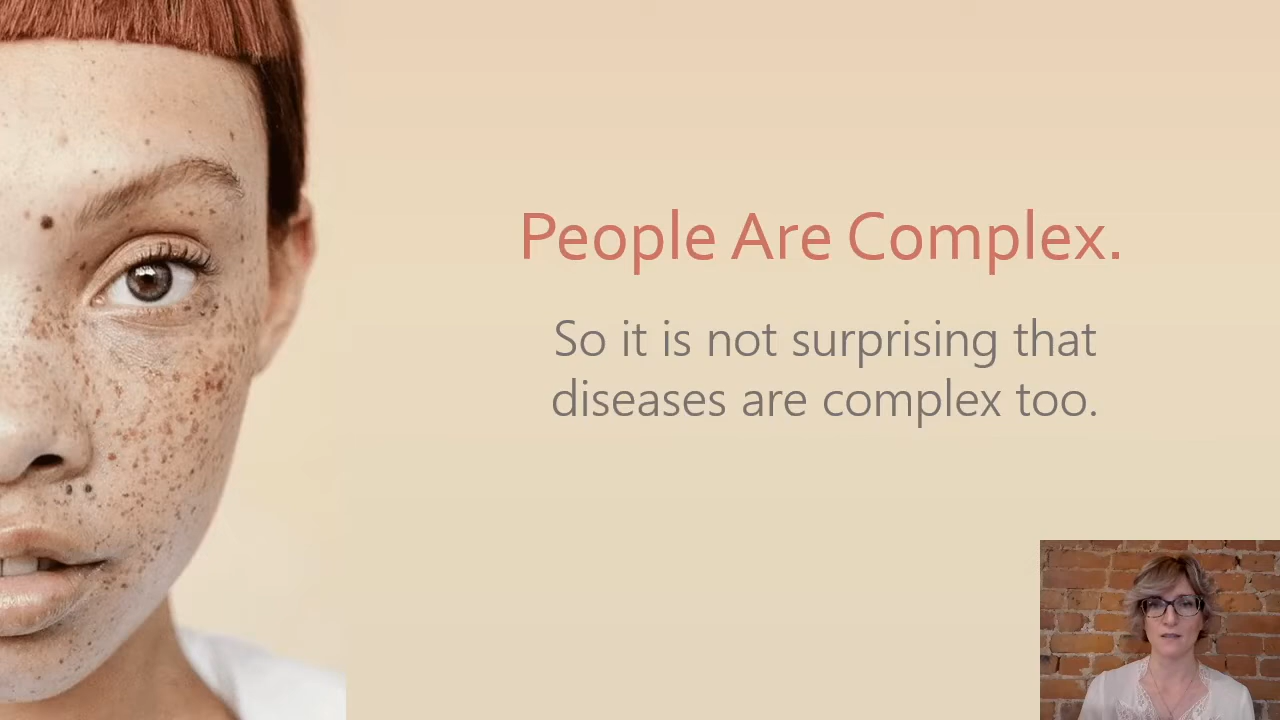 People Are Complex.
So it is not surprising that
diseases are complex too.